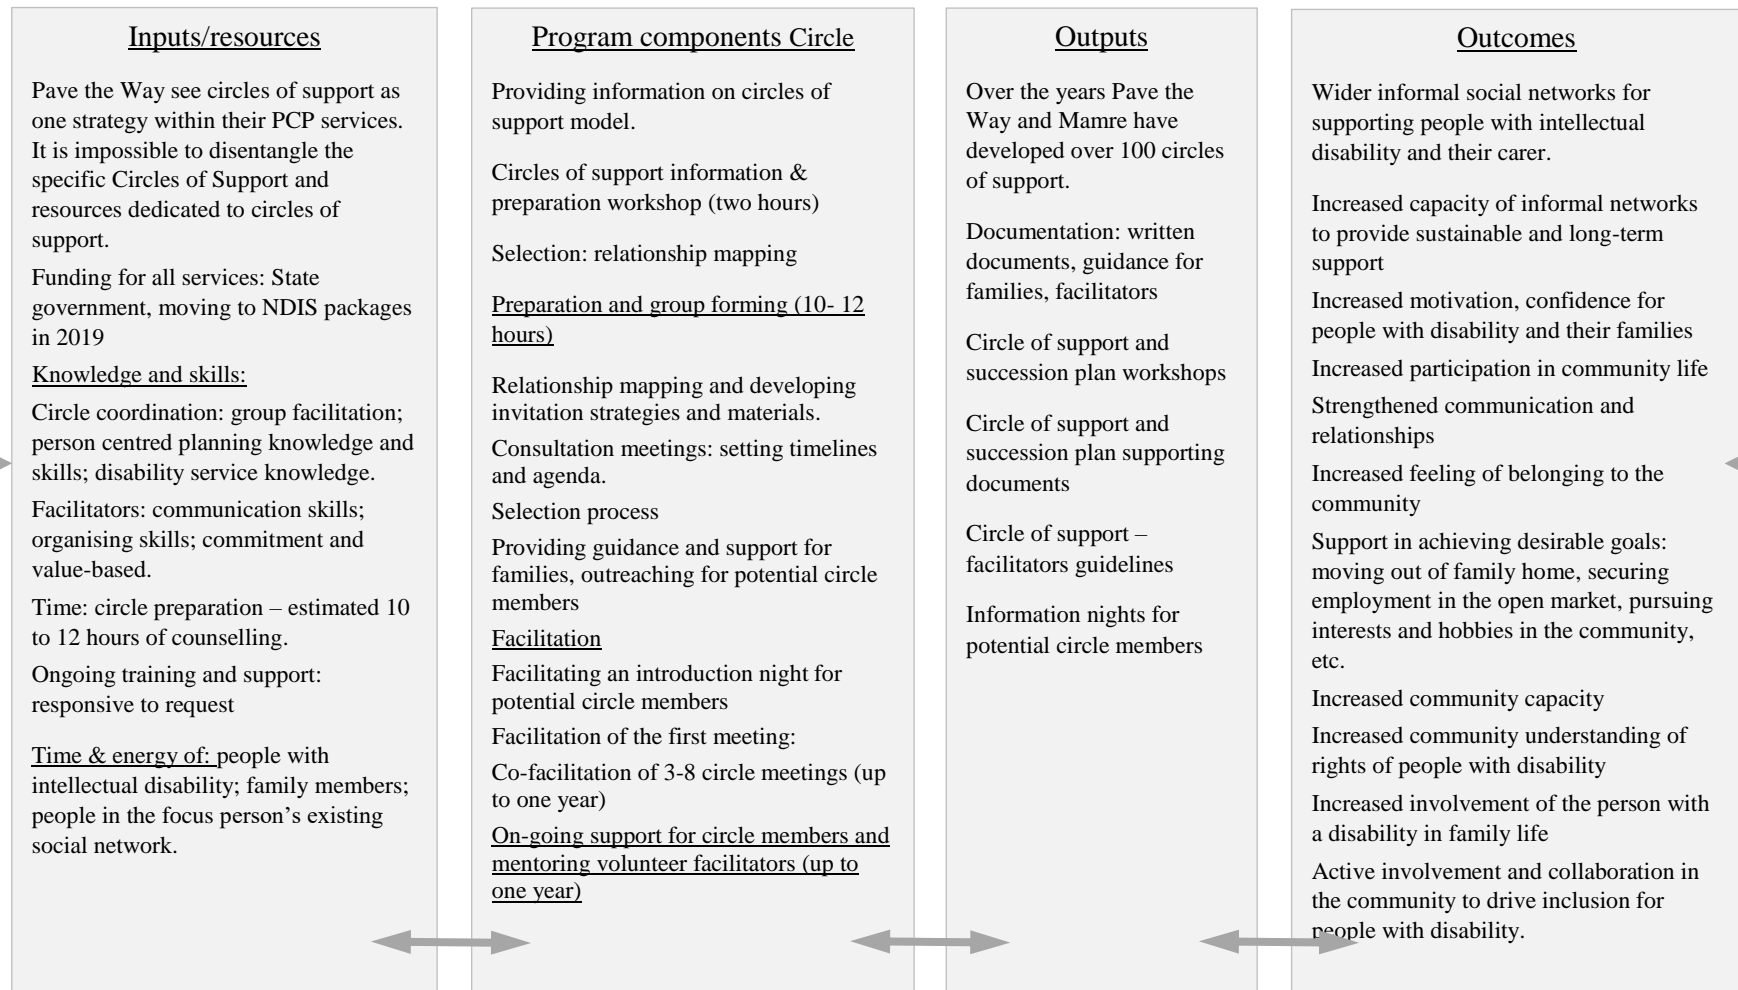 Inputs/resources
Pave the Way see circles of support as
one strategy within their PCP services.
It is impossible to disentangle the
specific Circles of Support and
resources dedicated to circles of
support.
Funding for all services: State
government, moving to NDIS packages
in 2019
Knowledge and skills:
Circle coordination: group facilitation;
person centred planning knowledge and
skills; disability service knowledge.
Facilitators: communication skills;
organising skills; commitment and
value-based.
Time: circle preparation – estimated 10
to 12 hours of counselling.
Ongoing training and support:
responsive to request
Time & energy of: people with
intellectual disability; family members;
people in the focus person’s existing
social network.
Program components Circle
Providing information on circles of
support model.
Circles of support information &
preparation workshop (two hours)
Selection: relationship mapping
Preparation and group forming (10- 12
hours)
Relationship mapping and developing
invitation strategies and materials.
Consultation meetings: setting timelines
and agenda.
Selection process
Providing guidance and support for
families, outreaching for potential circle
members
Facilitation
Facilitating an introduction night for
potential circle members
Facilitation of the first meeting:
Co-facilitation of 3-8 circle meetings (up
to one year)
On-going support for circle members and
mentoring volunteer facilitators (up to
one year)
Outputs
Over the years Pave the
Way and Mamre have
developed over 100 circles
of support.
Documentation: written
documents, guidance for
families, facilitators
Circle of support and
succession plan workshops
Circle of support and
succession plan supporting
documents
Circle of support –
facilitators guidelines
Information nights for
potential circle members
Outcomes
Wider informal social networks for
supporting people with intellectual
disability and their carer.
Increased capacity of informal networks
to provide sustainable and long-term
support
Increased motivation, confidence for
people with disability and their families
Increased participation in community life
Strengthened communication and
relationships
Increased feeling of belonging to the
community
Support in achieving desirable goals:
moving out of family home, securing
employment in the open market, pursuing
interests and hobbies in the community,
etc.
Increased community capacity
Increased community understanding of
rights of people with disability
Increased involvement of the person with
a disability in family life
Active involvement and collaboration in
the community to drive inclusion for
people with disability.